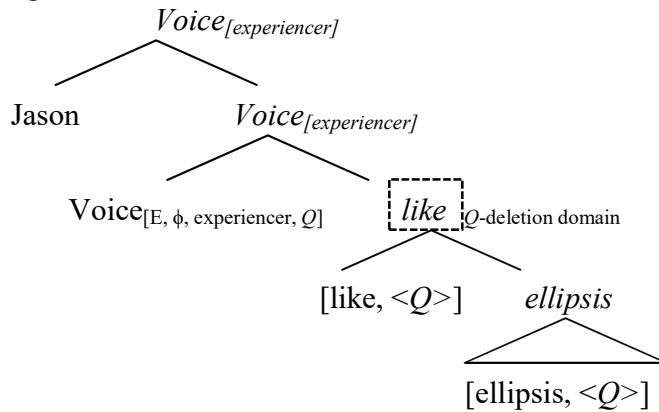 Voice[experiencer]
Jason Voice[experiencer]
Voice[E, ϕ, experiencer, Q] like Q-deletion domain
[like, <Q>] ellipsis
[ellipsis, <Q>]